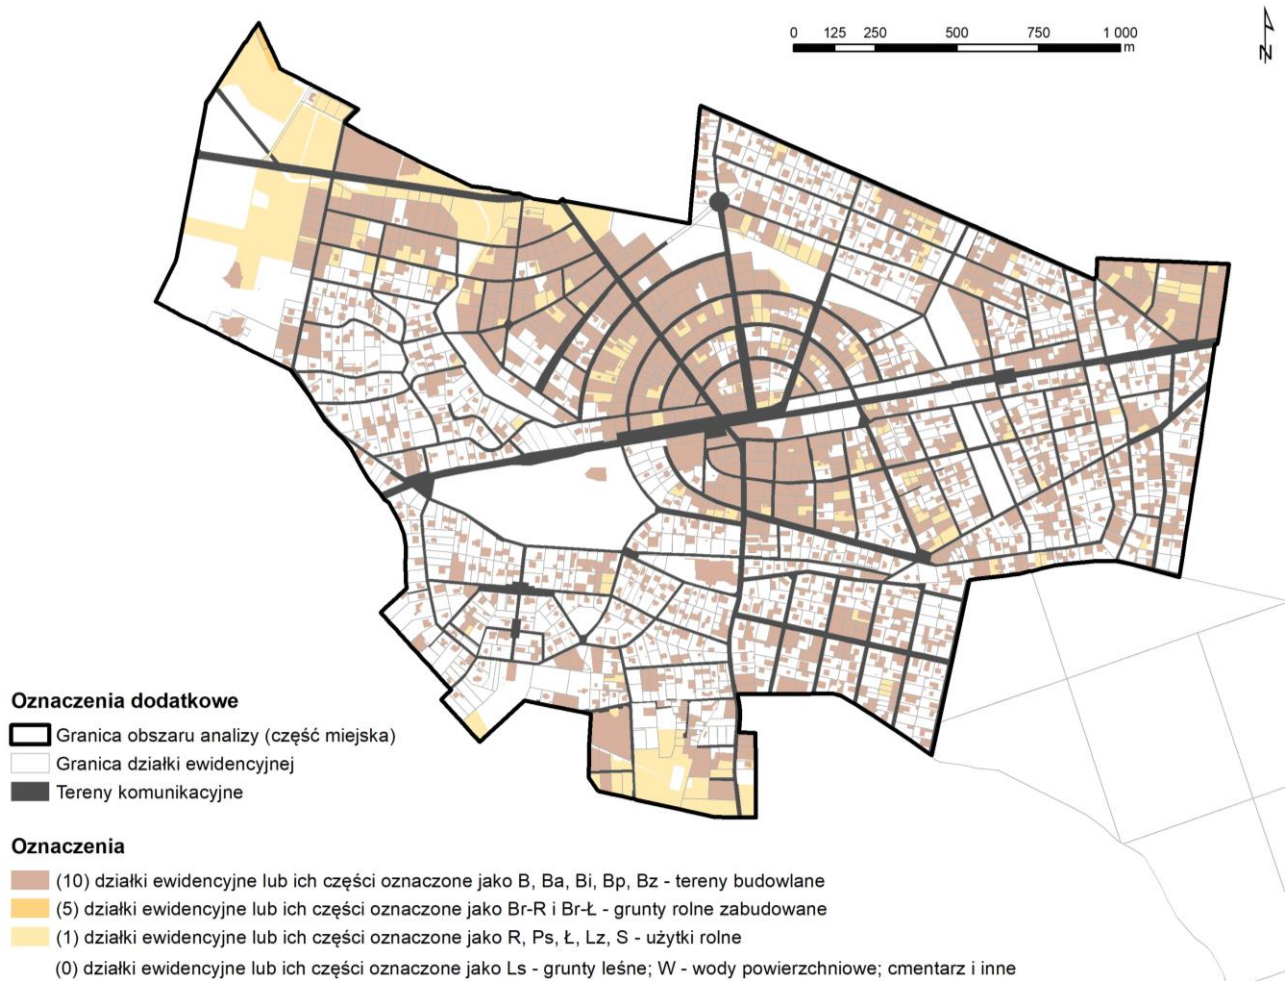 0 125 250 500 750 1 000
m
N
Oznaczenia dodatkowe
Granica obszaru analizy (część miejska)
Granica działki ewidencyjnej
Tereny komunikacyjne
Oznaczenia
(10) działki ewidencyjne lub ich części oznaczone jako B, Ba, Bi, Bp, Bz - tereny budowlane
(5) działki ewidencyjne lub ich części oznaczone jako Br-R i Br-Ł - grunty rolne zabudowane
(1) działki ewidencyjne lub ich części oznaczone jako R, Ps, Ł, Lz, S - użytki rolne
(0) działki ewidencyjne lub ich części oznaczone jako Ls - grunty leśne; W - wody powierzchniowe; cmentarz i inne